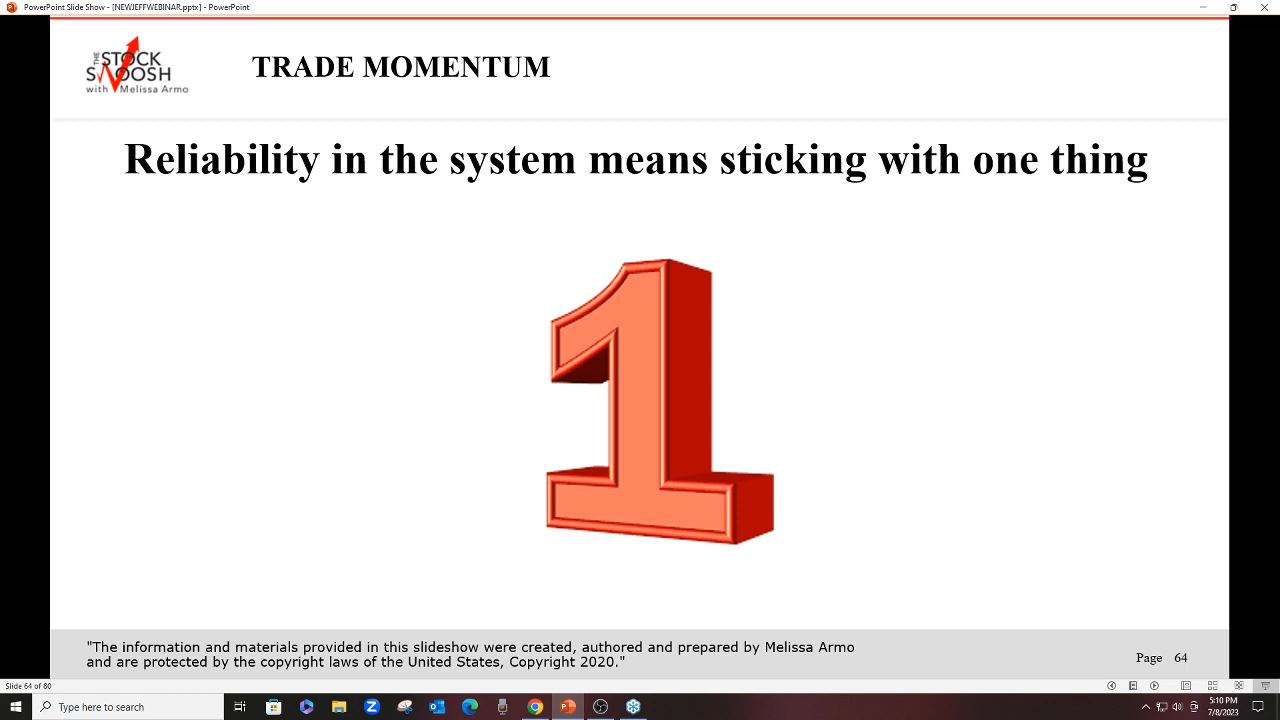 PowerPoint Slide Show - [NEWJEFFWEBINAR.pptx] - PowerPoint
THE STOCK
SWOOSH
with Melissa Armo
TRADE MOMENTUM
Reliability in the system means sticking with one thing
1
"The information and materials provided in this slideshow were created, authored and prepared by Melissa Armo
and are protected by the copyright laws of the United States, Copyright 2020."
Page 64
Slide 64 of 80
Type here to search
5:10 PM
7/8/2023